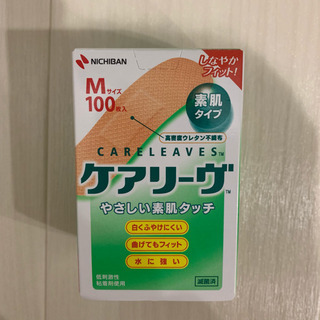 NICHIBAN
しなやか
フィット!
Mサイズ
100枚入
素肌
タイプ
高密度ウレタン不織布
CARELEAVES™
ケアリーヴ™
やさしい素肌タッチ
白くふやけにくい
曲げてもフィット
水に強い
低刺激性
粘着剤使用
滅菌済